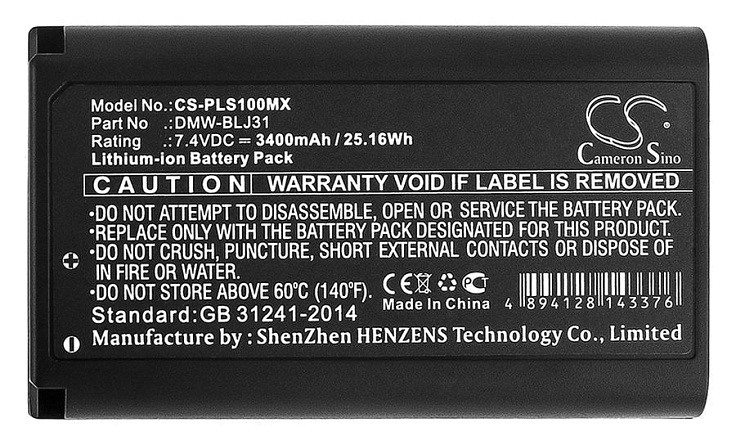 Model No.:CS-PLS100MX
Part No .:DMW-BLJ31
Rating .:7.4VDC ⎓ 3400mAh / 25.16Wh
Lithium-ion Battery Pack
Cameron Sino
CAUTION WARRANTY VOID IF LABEL IS REMOVED
•DO NOT ATTEMPT TO DISASSEMBLE, OPEN OR SERVICE THE BATTERY PACK.
•REPLACE ONLY WITH THE BATTERY PACK DESIGNATED FOR THIS PRODUCT.
•DO NOT CRUSH, PUNCTURE, SHORT EXTERNAL CONTACTS OR DISPOSE OF
IN FIRE OR WATER.
•DO NOT STORE ABOVE 60°C (140°F).
Standard:GB 31241-2014
CE
Made In China
4 894128 143376
Manufacture by : ShenZhen HENZENS Technology Co., Limited